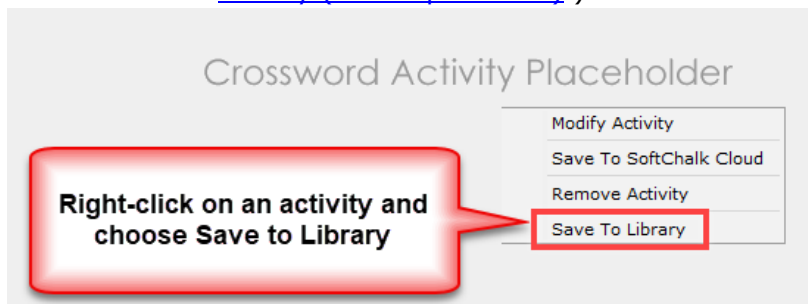 Crossword Activity Placeholder
Modify Activity
Save To SoftChalk Cloud
Remove Activity
Save To Library
Right-click on an activity and
choose Save to Library